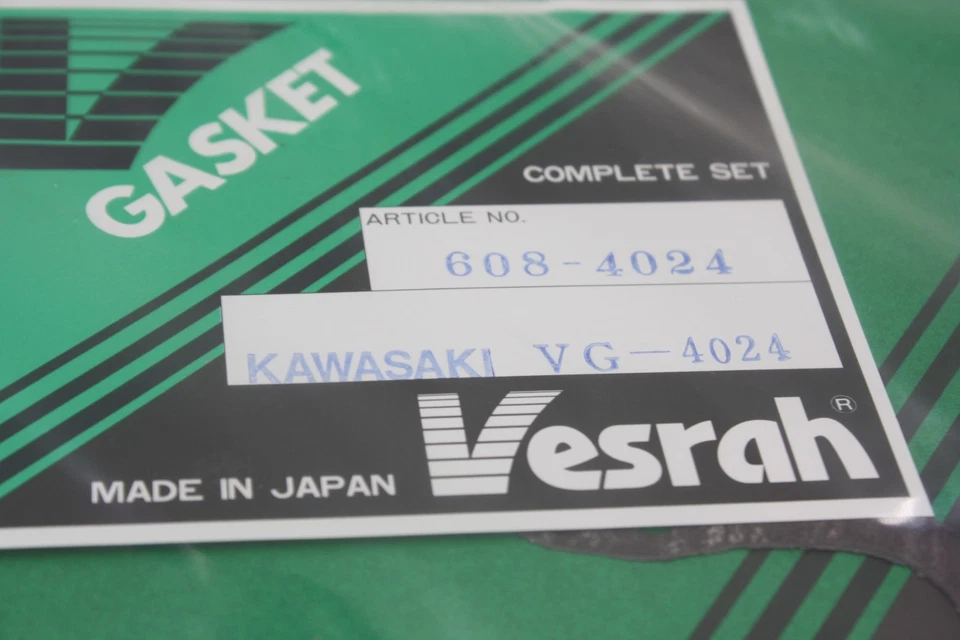 GASKET
COMPLETE SET
ARTICLE NO.
608-4024
KAWASAKI VG-4024
Vesrah®
MADE IN JAPAN